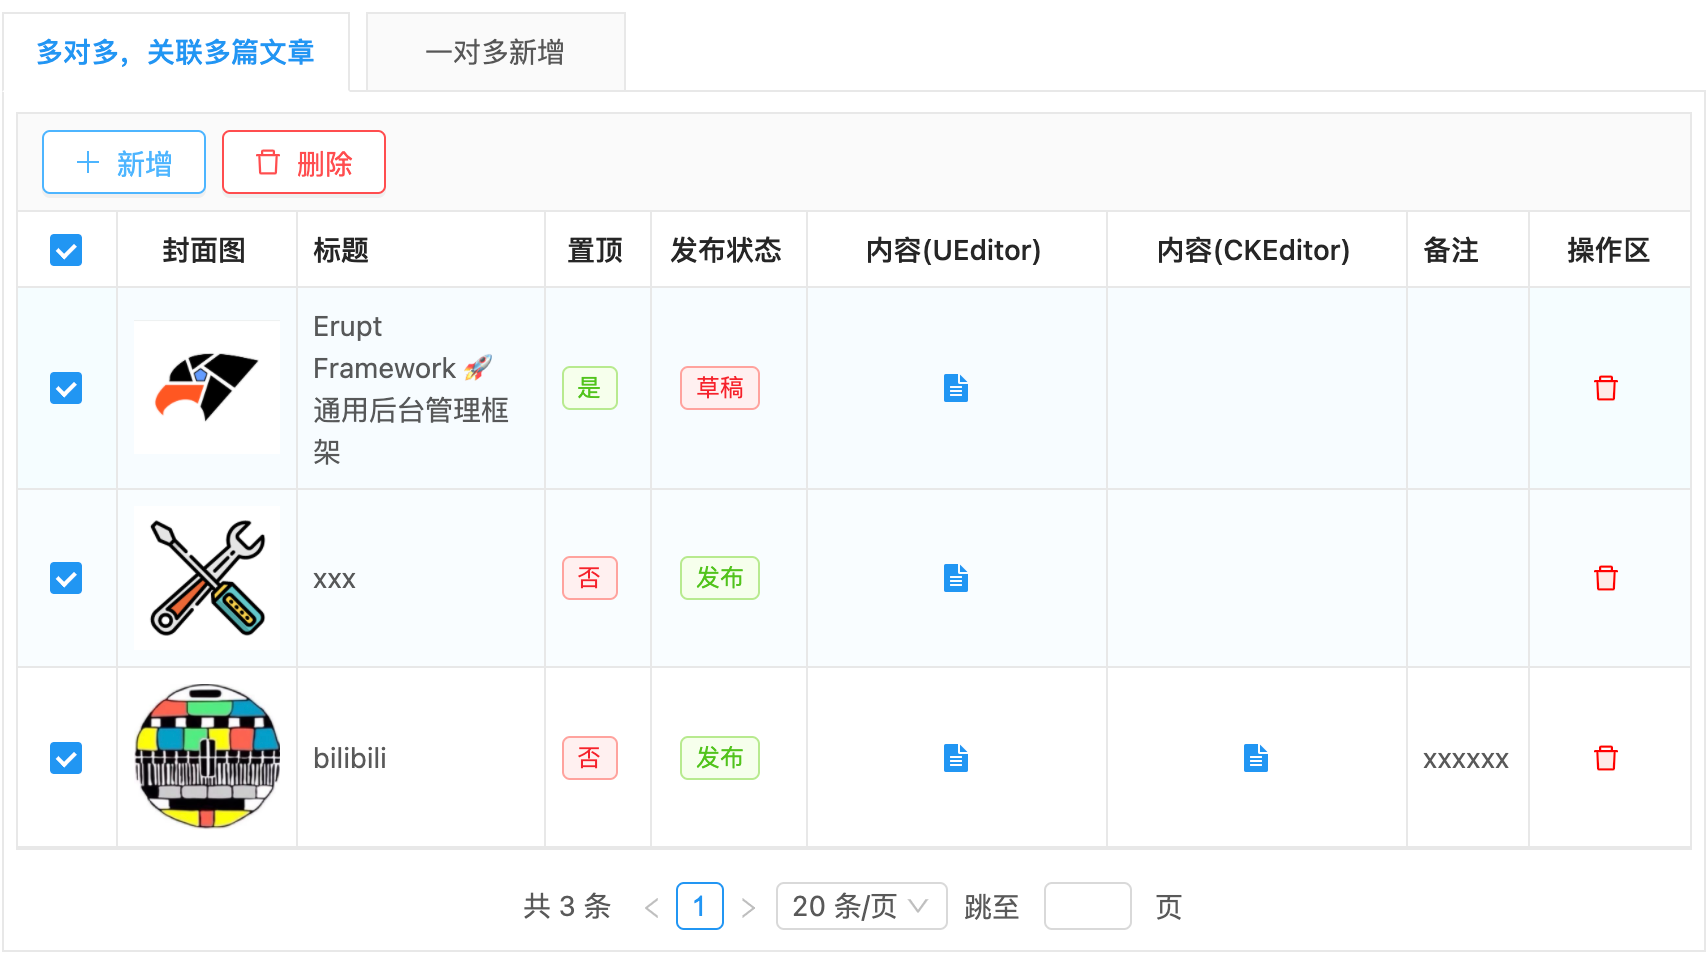 多对多，关联多篇文章
一对多新增
新增
删除
封面图 标题 置顶 发布状态 内容(UEditor) 内容(CKEditor) 备注 操作区
Erupt
Framework 🚀
通用后台管理框
架
是 草稿
xxx 否 发布
bilibili 否 发布 xxxxxx
共 3 条 < 1 > 20 条/页 跳至 页